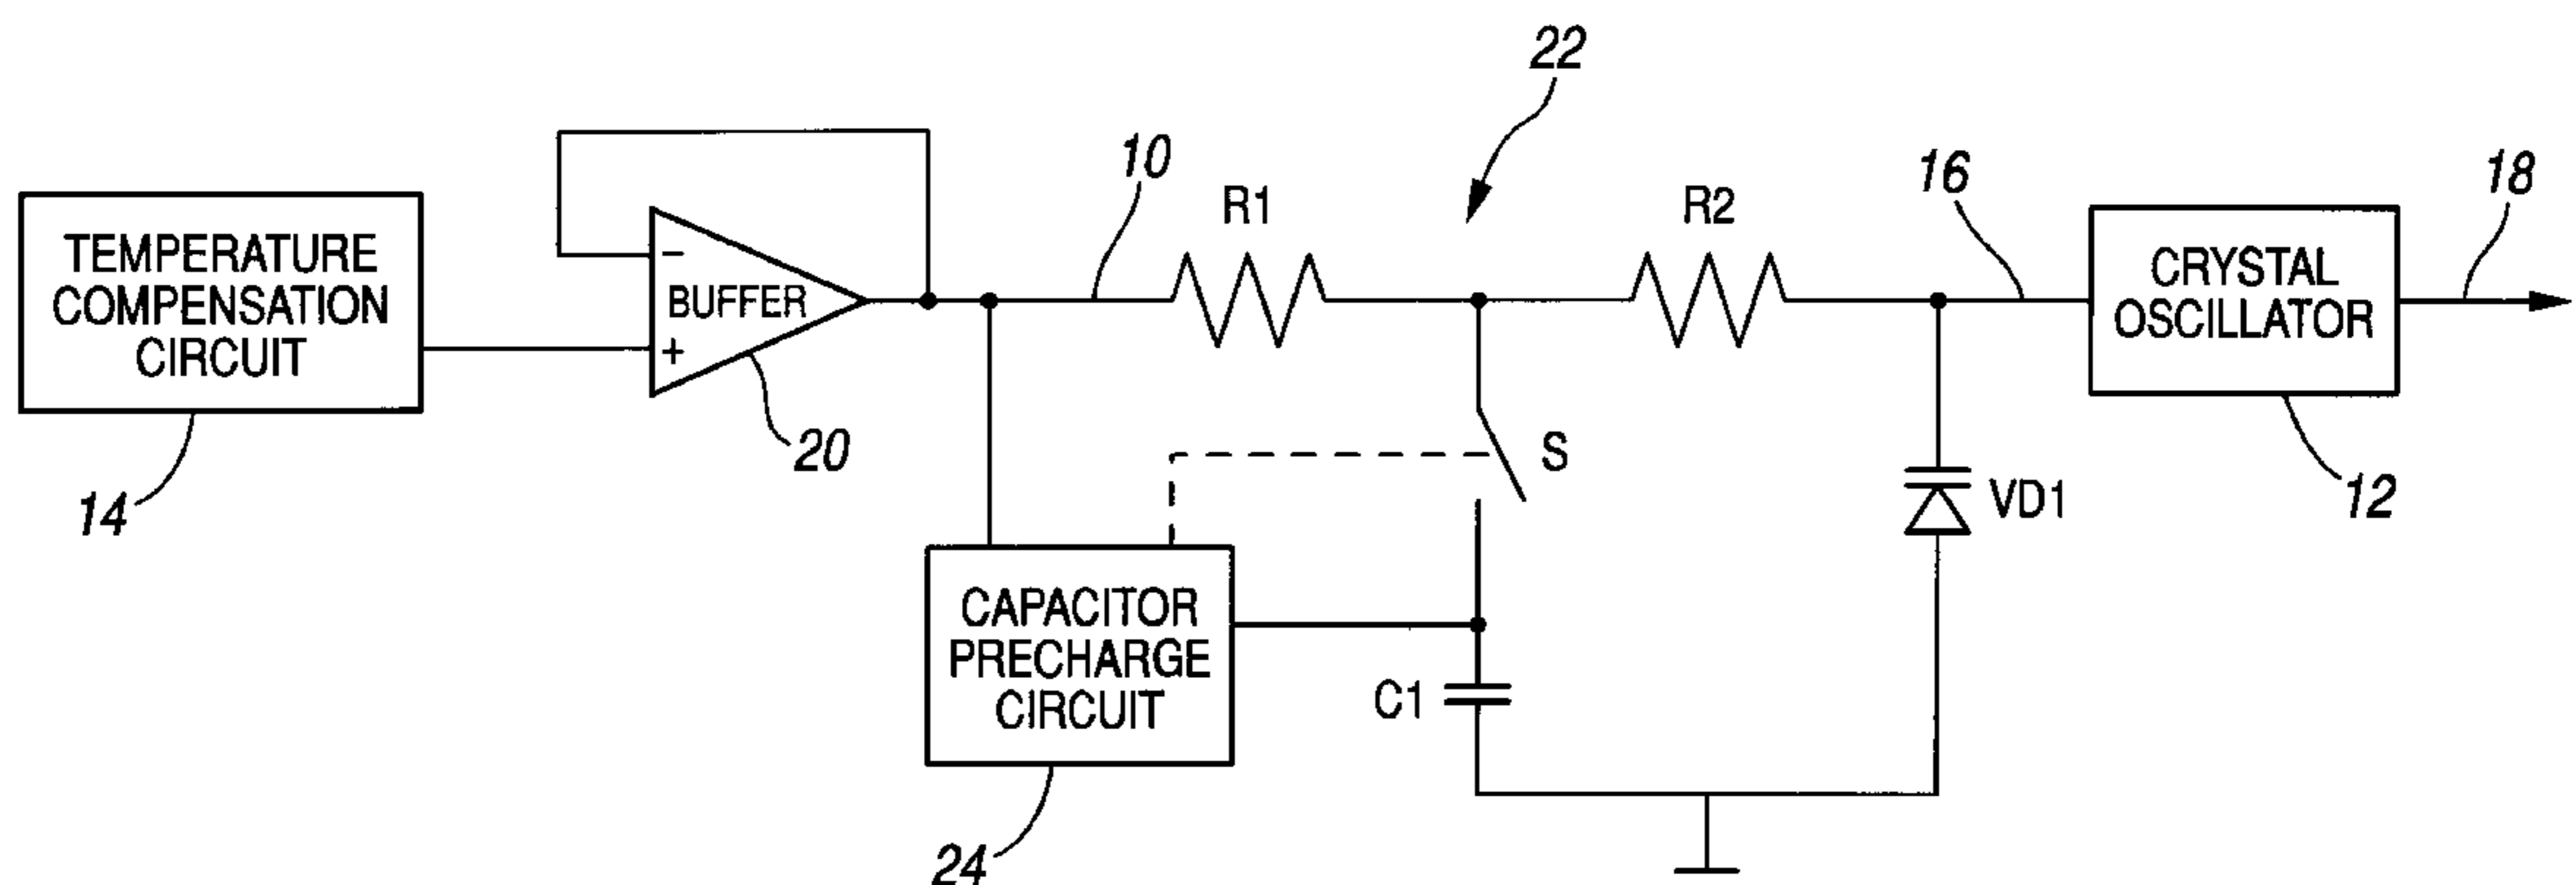 22
10
16
18
R1
R2
TEMPERATURE
COMPENSATION
CIRCUIT
−
BUFFER
+
CRYSTAL
OSCILLATOR
20
S
14
VD1
12
CAPACITOR
PRECHARGE
CIRCUIT
C1
24